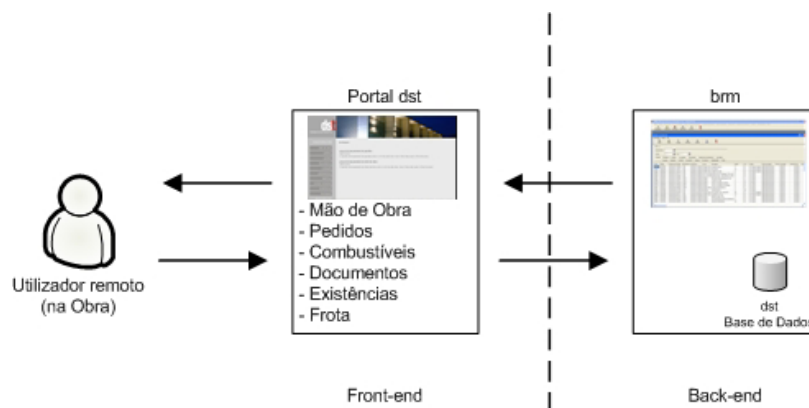 Portal dst
brm
- Mão de Obra
- Pedidos
- Combustíveis
- Documentos
- Existências
- Frota
Utilizador remoto
(na Obra)
dst
Base de Dados
Front-end
Back-end